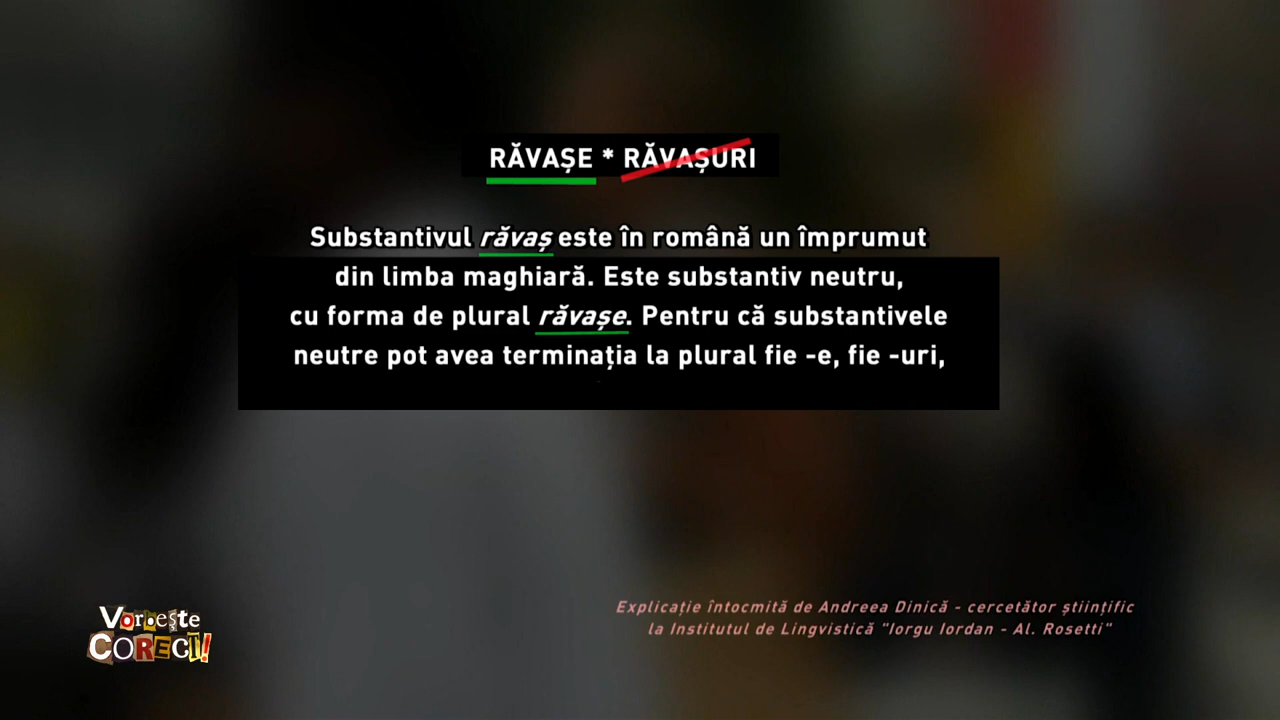 RĂVAȘE * RĂVAȘURI
Substantivul răvaș este în română un împrumut
din limba maghiară. Este substantiv neutru,
cu forma de plural răvașe. Pentru că substantivele
neutre pot avea terminația la plural fie -e, fie -uri,
Explicație întocmită de Andreea Dinică - cercetător științific
la Institutul de Lingvistică "Iorgu Iordan - Al. Rosetti"
Vorbește
CORECT!